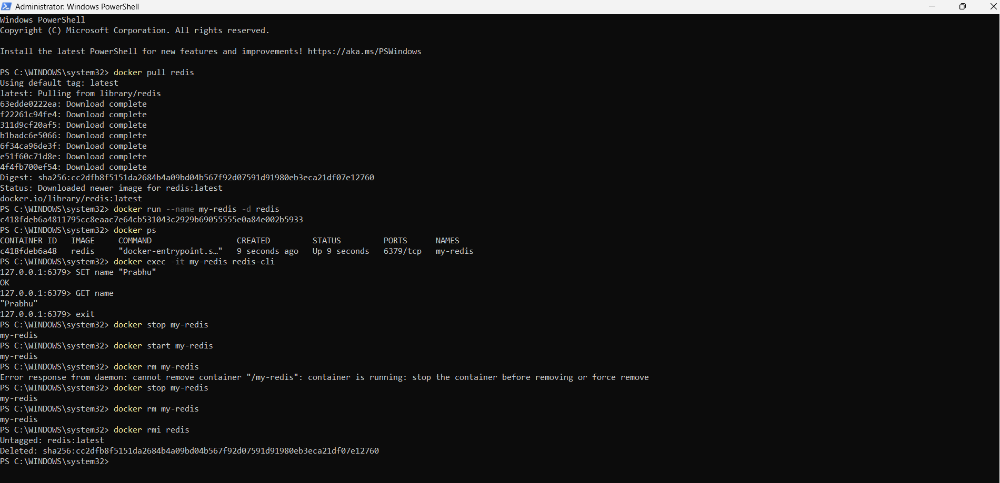 Administrator: Windows PowerShell
Windows PowerShell
Copyright (C) Microsoft Corporation. All rights reserved.
Install the latest PowerShell for new features and improvements! https://aka.ms/PSWindows
PS C:\WINDOWS\system32> docker pull redis
Using default tag: latest
latest: Pulling from library/redis
63edde0222ea: Download complete
f22261c94fe4: Download complete
311d9cf20af5: Download complete
b1badc6e5066: Download complete
6f34ca96de3f: Download complete
e51f60c71d8e: Download complete
4f4fb700ef54: Download complete
Digest: sha256:cc2dfb8f5151da2684b4a09bd04b567f92d07591d91980eb3eca21df07e12760
Status: Downloaded newer image for redis:latest
docker.io/library/redis:latest
PS C:\WINDOWS\system32> docker run --name my-redis -d redis
c418fdeb6a4811795cc8eaac7e64cb531043c2929b69055555e0a84e002b5933
PS C:\WINDOWS\system32> docker ps
CONTAINER ID   IMAGE     COMMAND                  CREATED         STATUS         PORTS      NAMES
c418fdeb6a48   redis     "docker-entrypoint.s…"   9 seconds ago   Up 9 seconds   6379/tcp   my-redis
PS C:\WINDOWS\system32> docker exec -it my-redis redis-cli
127.0.0.1:6379> SET name "Prabhu"
OK
127.0.0.1:6379> GET name
"Prabhu"
127.0.0.1:6379> exit
PS C:\WINDOWS\system32> docker stop my-redis
my-redis
PS C:\WINDOWS\system32> docker start my-redis
my-redis
PS C:\WINDOWS\system32> docker rm my-redis
Error response from daemon: cannot remove container "/my-redis": container is running: stop the container before removing or force remove
PS C:\WINDOWS\system32> docker stop my-redis
my-redis
PS C:\WINDOWS\system32> docker rm my-redis
my-redis
PS C:\WINDOWS\system32> docker rmi redis
Untagged: redis:latest
Deleted: sha256:cc2dfb8f5151da2684b4a09bd04b567f92d07591d91980eb3eca21df07e12760
PS C:\WINDOWS\system32>